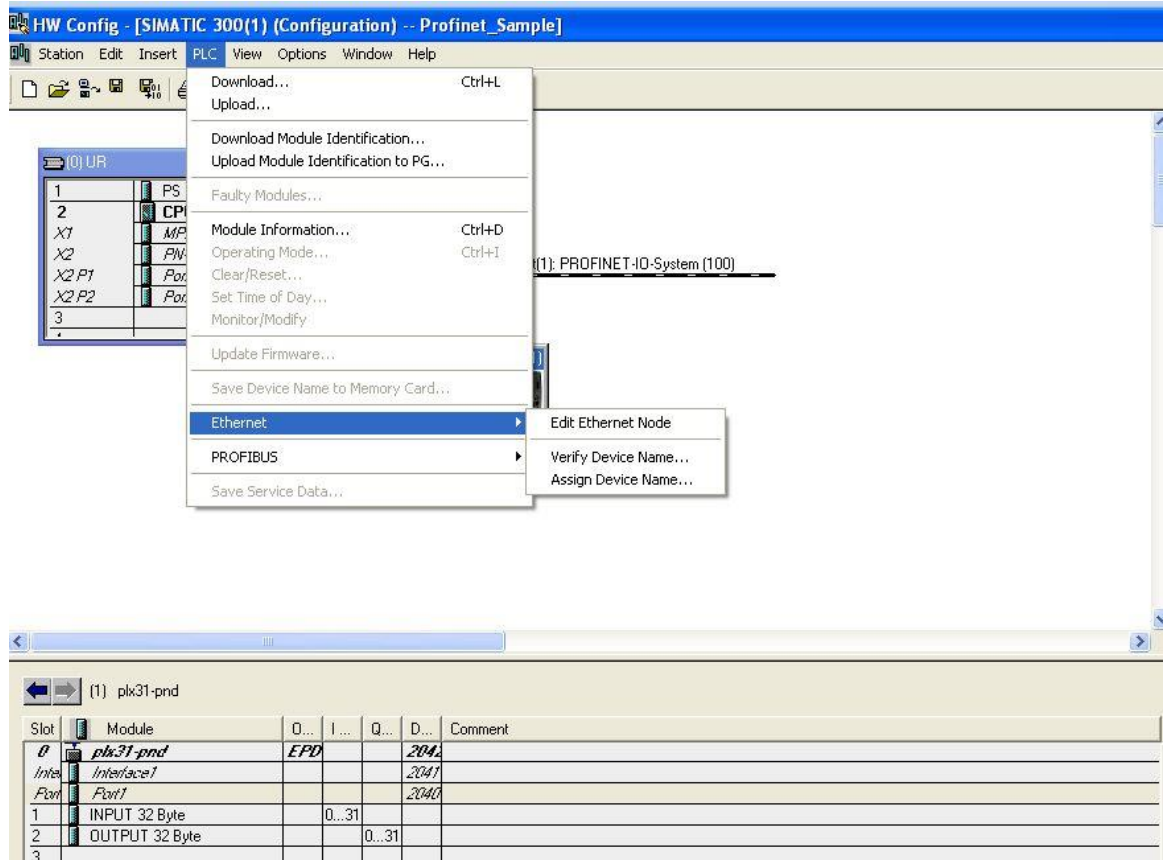 HW Config - [SIMATIC 300(1) (Configuration) -- Profinet_Sample]
Station Edit Insert PLC View Options Window Help
Download... Ctrl+L
Upload...
Download Module Identification...
Upload Module Identification to PG...
Faulty Modules...
Module Information... Ctrl+D
Operating Mode... Ctrl+I
Clear/Reset...
Set Time of Day...
Monitor/Modify
Update Firmware...
Save Device Name to Memory Card...
Ethernet
PROFIBUS
Save Service Data...
Edit Ethernet Node
Verify Device Name...
Assign Device Name...
(0) UR
1 PS
2 CP
X1 MP
X2 PN-
X2 P1 Por
X2 P2 Por
3
(1): PROFINET-IO-System (100)
(1) plx31-pnd
Slot Module O... I... Q... D... Comment
0 plx31-pnd EPD 2042
Inte Interface1 2041
Port Port1 2040
1 INPUT 32 Byte 0...31
2 OUTPUT 32 Byte 0...31
3